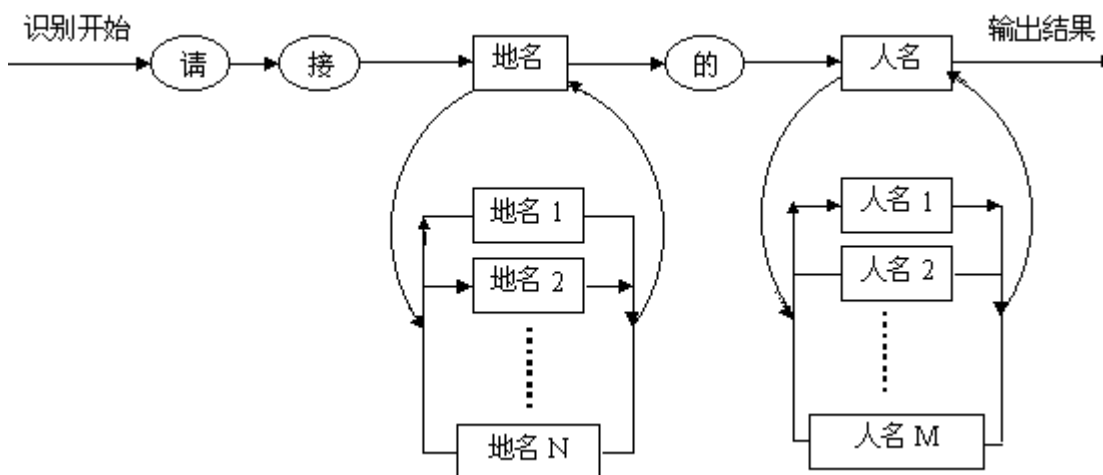 识别开始
请
接
地名
的
人名
输出结果
地名 1
地名 2
地名 N
人名 1
人名 2
人名 M